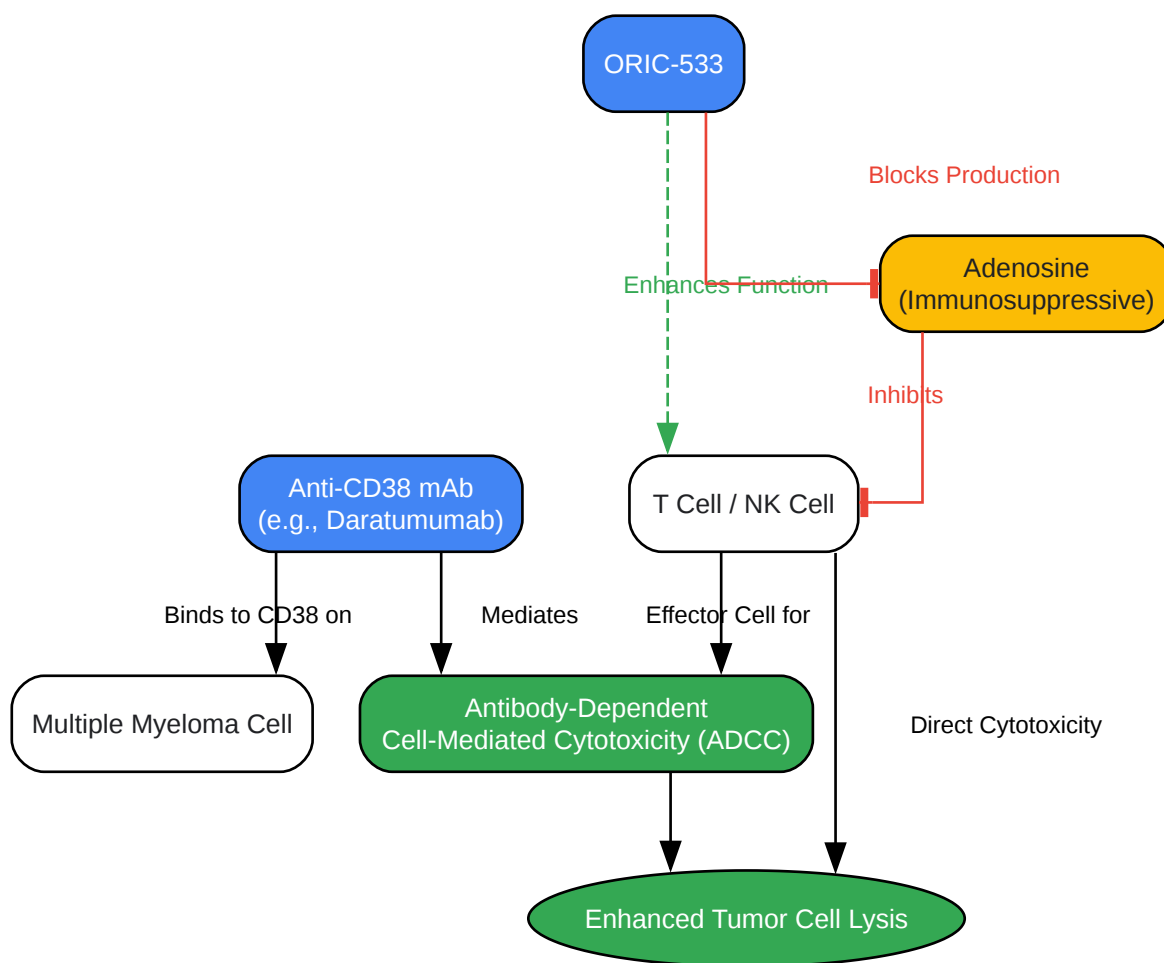 ORIC-533
Blocks Production
Adenosine
(Immunosuppressive)
Enhances Function
Inhibits
Anti-CD38 mAb
(e.g., Daratumumab)
T Cell / NK Cell
Binds to CD38 on
Mediates
Effector Cell for
Multiple Myeloma Cell
Antibody-Dependent
Cell-Mediated Cytotoxicity (ADCC)
Direct Cytotoxicity
Enhanced Tumor Cell Lysis